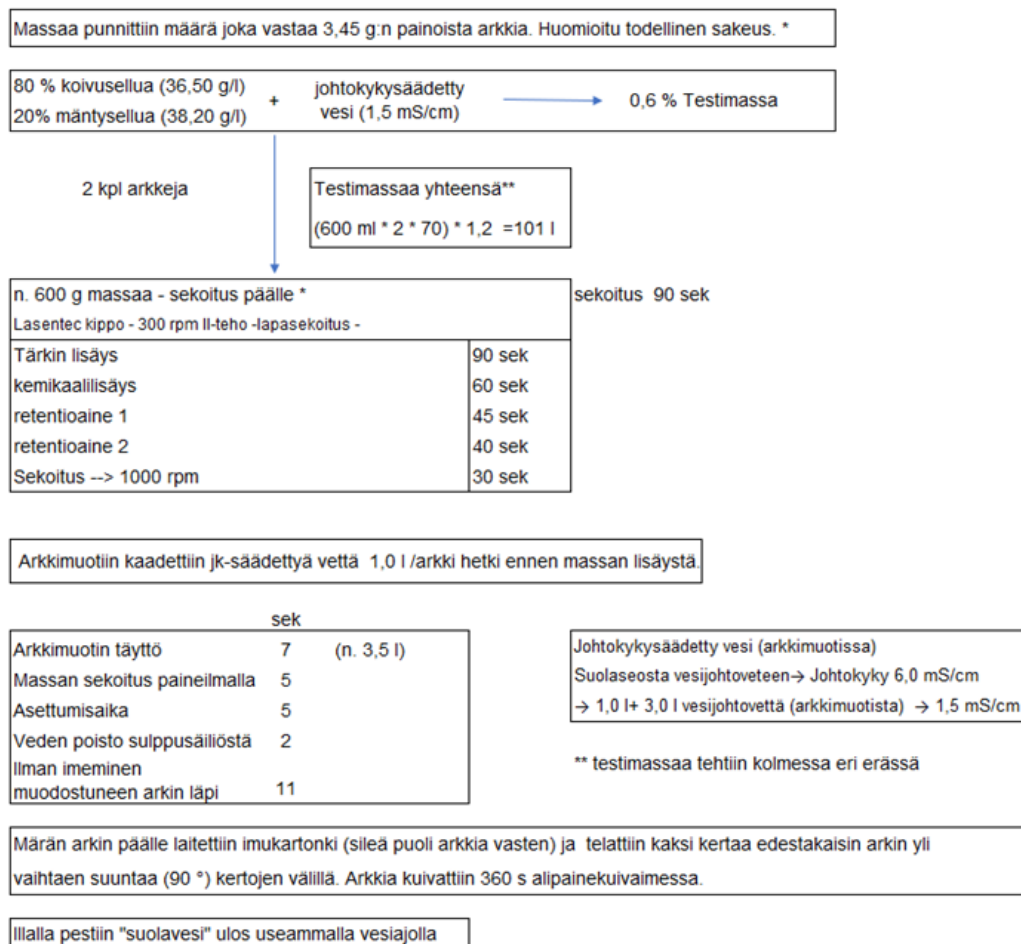 Massaa punnittiin määrä joka vastaa 3,45 g:n painoista arkkia. Huomioitu todellinen sakeus. *
80 % koivusellua (36,50 g/l)
20% mäntysellua (38,20 g/l)
+
johtokykysäädetty
vesi (1,5 mS/cm)
0,6 % Testimassa
2 kpl arkkeja
Testimassaa yhteensä**
(600 ml * 2 * 70) * 1,2 =101 l
n. 600 g massaa - sekoitus päälle *
sekoitus 90 sek
Lasentec kippo - 300 rpm II-teho -lapasekoitus -
Tärkin lisäys 90 sek
kemikaalilisäys 60 sek
retentioaine 1 45 sek
retentioaine 2 40 sek
Sekoitus --> 1000 rpm 30 sek
Arkkimuotiin kaadettiin jk-säädettyä vettä 1,0 l /arkki hetki ennen massan lisäystä.
sek
Arkkimuotin täyttö 7 (n. 3,5 l)
Massan sekoitus paineilmalla 5
Asettumisaika 5
Veden poisto sulppusäiliöstä 2
Ilman imeminen
muodostuneen arkin läpi 11
Johtokykysäädetty vesi (arkkimuotissa)
Suolaseosta vesijohtoveteen→ Johtokyky 6,0 mS/cm
→ 1,0 l+ 3,0 l vesijohtovettä (arkkimuotista) → 1,5 mS/cm
** testimassaa tehtiin kolmessa eri erässä
Märän arkin päälle laitettiin imukartonki (sileä puoli arkkia vasten) ja telattiin kaksi kertaa edestakaisin arkin yli
vaihtaen suuntaa (90 °) kertojen välillä. Arkkia kuivattiin 360 s alipainekuivaimessa.
Illalla pestiin "suolavesi" ulos useammalla vesiajolla